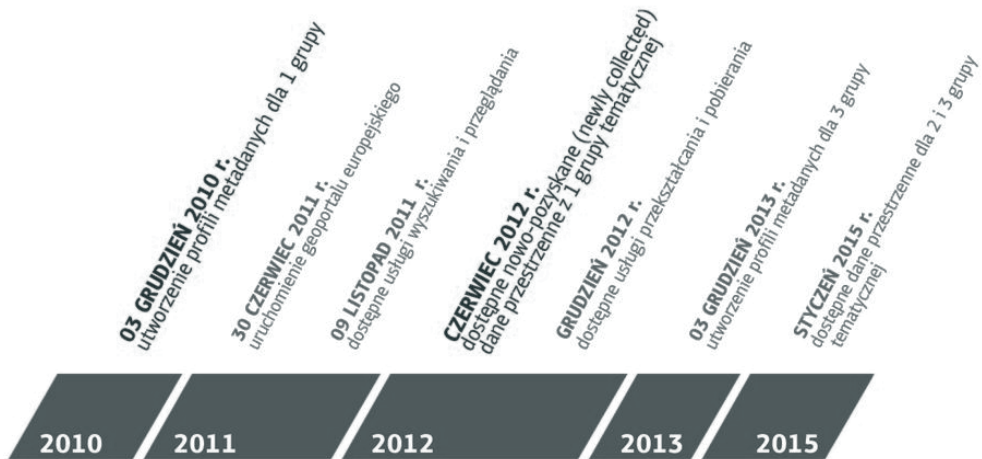 03 GRUDZIEŃ 2010 r.
utworzenie profili metadanych dla 1 grupy
30 CZERWIEC 2011 r.
uruchomienie geoportalu europejskiego
09 LISTOPAD 2011 r.
dostępne usługi wyszukiwania i przeglądania
CZERWIEC 2012 r.
dostępne nowo-pozyskane (newly collected)
dane przestrzenne z 1 grupy tematycznej
GRUDZIEŃ 2012 r.
dostępne usługi przekształcania i pobierania
03 GRUDZIEŃ 2013 r.
utworzenie profili metadanych dla 3 grupy
STYCZEŃ 2015 r.
dostępne dane przestrzenne dla 2 i 3 grupy
tematycznej
2010
2011
2012
2013
2015